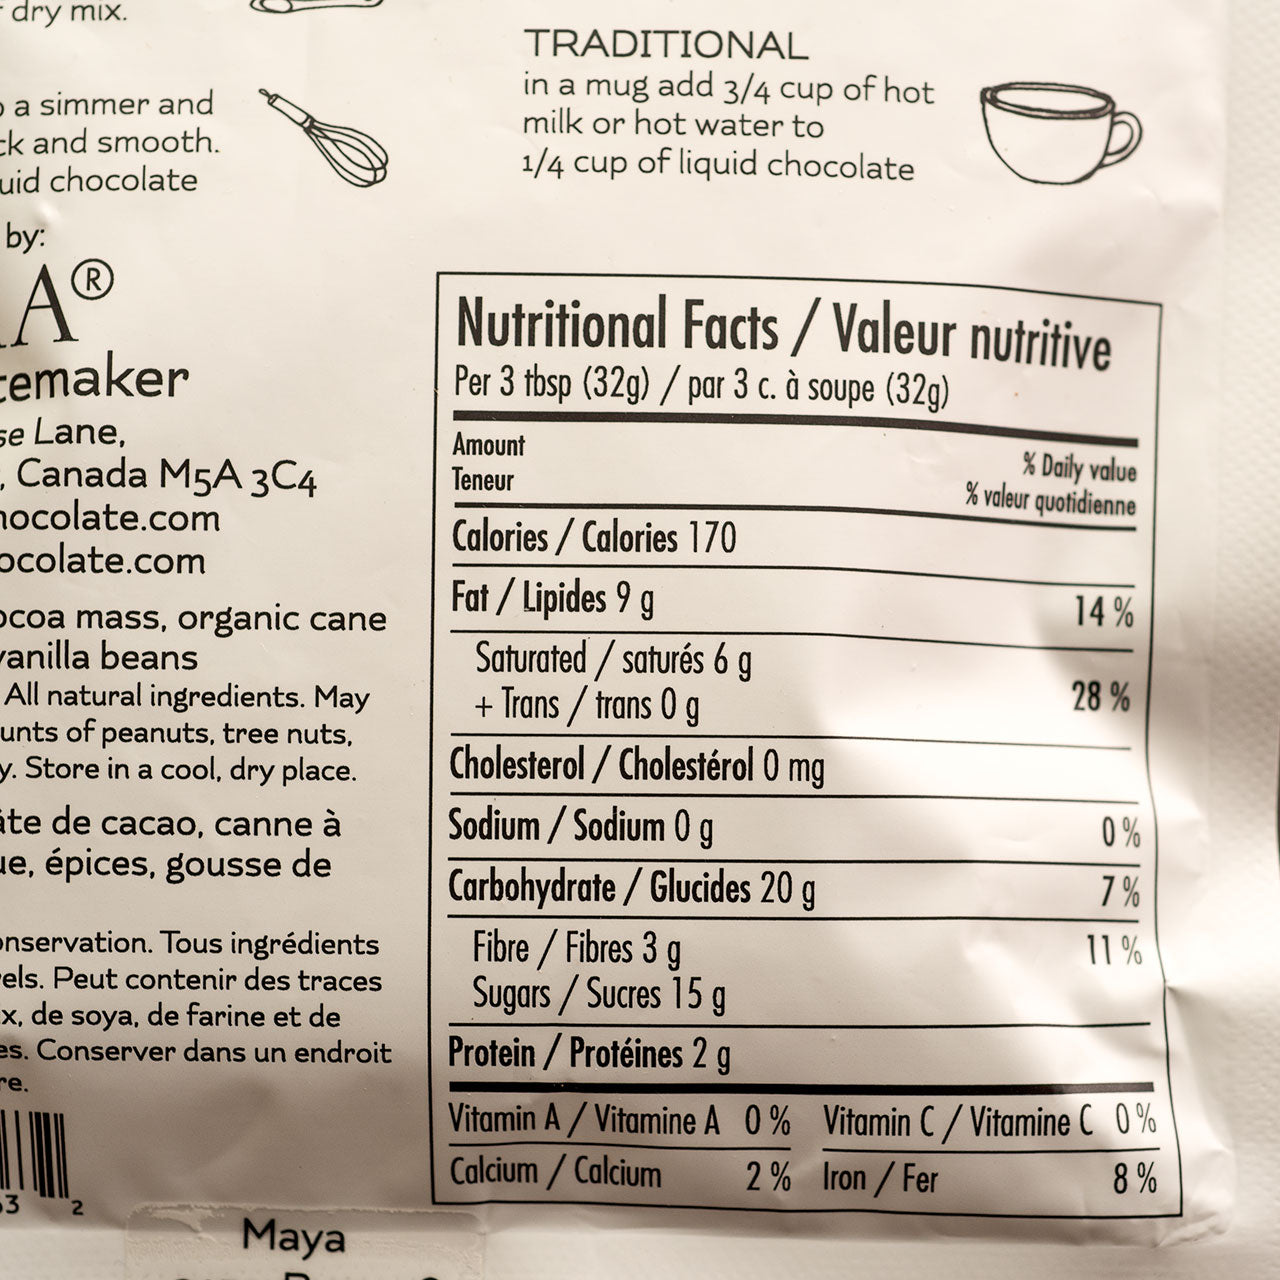 dry mix.
a simmer and
ck and smooth.
uid chocolate
by:
A®
emaker
se Lane,
, Canada M5A 3C4
hocolate.com
ocolate.com
ocoa mass, organic cane
vanilla beans
All natural ingredients. May
unts of peanuts, tree nuts,
y. Store in a cool, dry place.
âte de cacao, canne à
ue, épices, gousse de
onservation. Tous ingrédients
rels. Peut contenir des traces
x, de soya, de farine et de
es. Conserver dans un endroit
re.
3 2
Maya
TRADITIONAL
in a mug add 3/4 cup of hot
milk or hot water to
1/4 cup of liquid chocolate
Nutritional Facts / Valeur nutritive
Per 3 tbsp (32g) / par 3 c. à soupe (32g)
Amount
Teneur
% Daily value
% valeur quotidienne
Calories / Calories 170
Fat / Lipides 9 g 14 %
Saturated / saturés 6 g
+ Trans / trans 0 g 28 %
Cholesterol / Cholestérol 0 mg
Sodium / Sodium 0 g 0 %
Carbohydrate / Glucides 20 g 7 %
Fibre / Fibres 3 g 11 %
Sugars / Sucres 15 g
Protein / Protéines 2 g
Vitamin A / Vitamine A 0 % Vitamin C / Vitamine C 0 %
Calcium / Calcium 2 % Iron / Fer 8 %